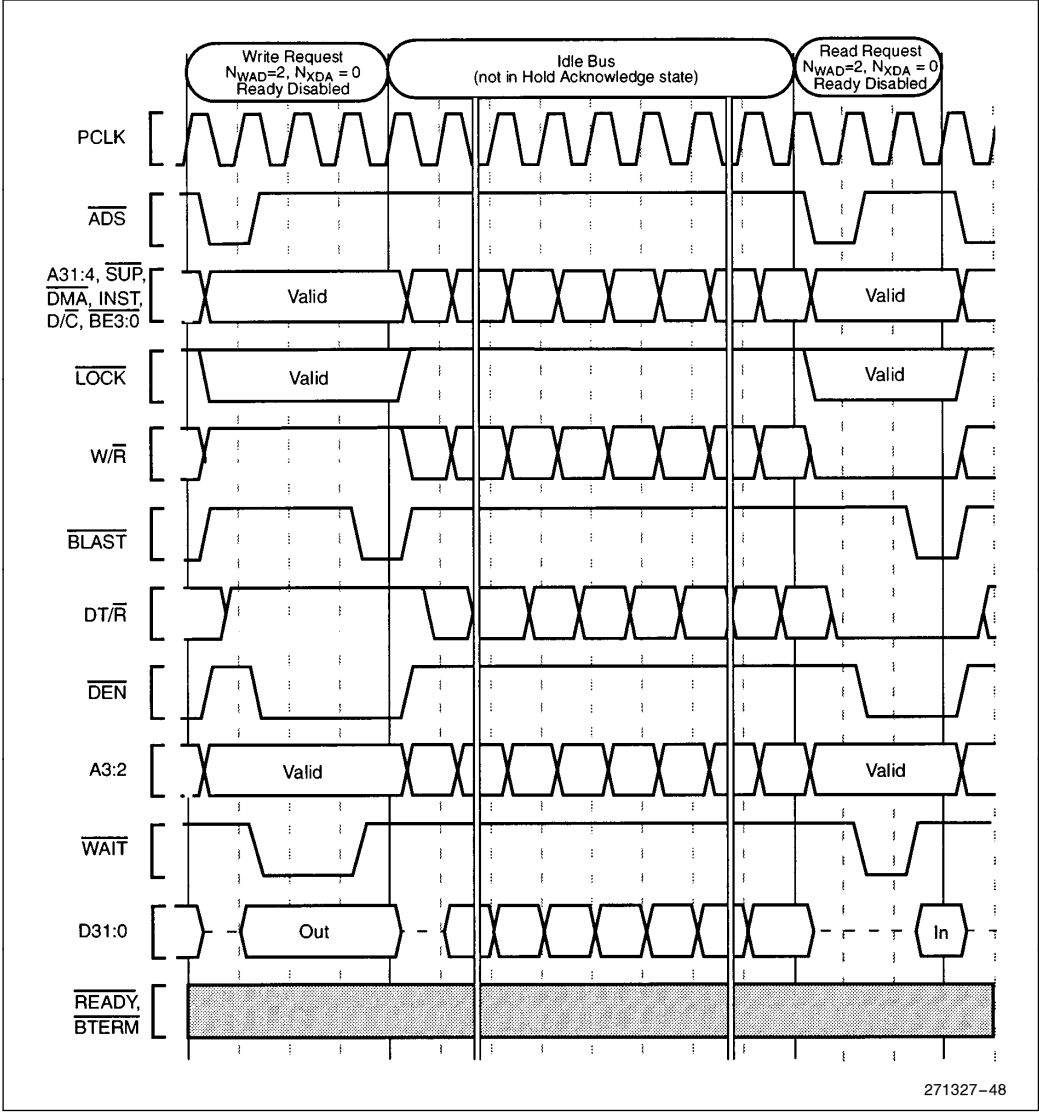 Write Request
NWAD=2, NXDA = 0
Ready Disabled
Idle Bus
(not in Hold Acknowledge state)
Read Request
NWAD=2, NXDA = 0
Ready Disabled
PCLK
ADS
A31:4, SUP,
DMA, INST,
D/C, BE3:0
Valid
Valid
LOCK
Valid
Valid
W/R
BLAST
DT/R
DEN
A3:2
Valid
Valid
WAIT
D31:0
Out
In
READY,
BTERM
271327–48